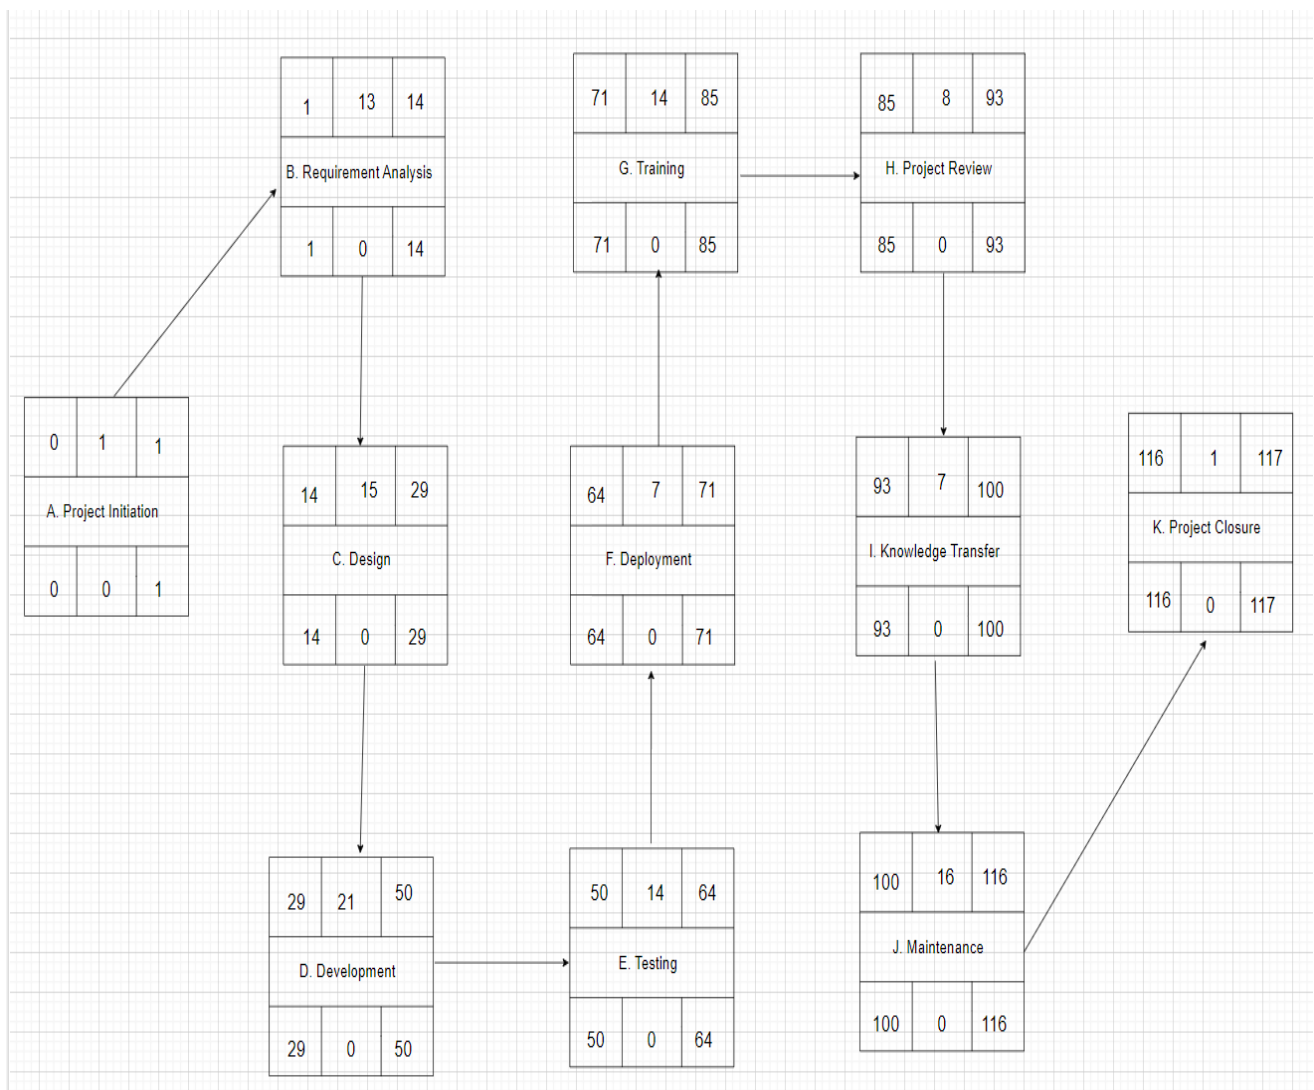 0 1 1
A. Project Initiation
0 0 1
1 13 14
B. Requirement Analysis
1 0 14
14 15 29
C. Design
14 0 29
29 21 50
D. Development
29 0 50
50 14 64
E. Testing
50 0 64
64 7 71
F. Deployment
64 0 71
71 14 85
G. Training
71 0 85
85 8 93
H. Project Review
85 0 93
93 7 100
I. Knowledge Transfer
93 0 100
100 16 116
J. Maintenance
100 0 116
116 1 117
K. Project Closure
116 0 117